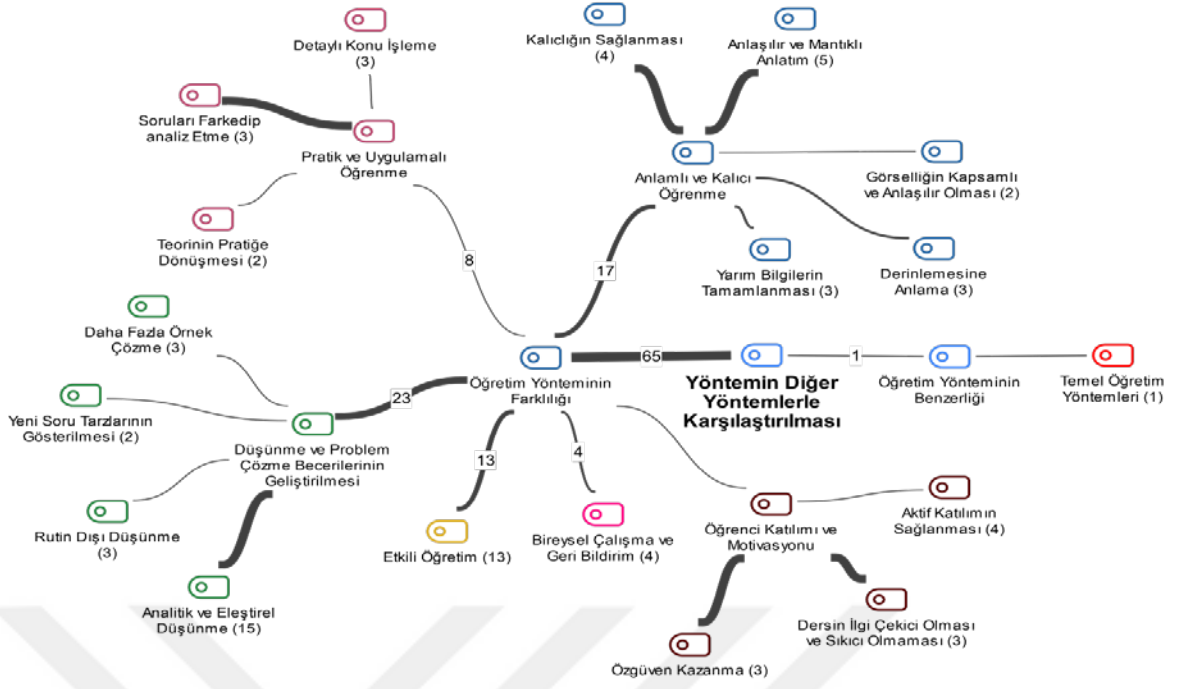 Detaylı Konu İşleme
(3)
Kalıclığın Sağlanması
(4)
Anlaşılır ve Mantıklı
Anlatım (5)
Soruları Farkedip
analiz Etme (3)
Pratik ve Uygulamalı
Öğrenme
Anlamlı ve Kalıcı
Öğrenme
Görselliğin Kapsamlı
ve Anlaşılır Olması (2)
Teorinin Pratiğe
Dönüşmesi (2)
8
17
Yarım Bilgilerin
Tamamlanması (3)
Derinlemesine
Anlama (3)
Daha Fazla Örnek
Çözme (3)
65
1
Öğretim Yönteminin
Farklılığı
Yöntemin Diğer
Yöntemlerle
Karşılaştırılması
Öğretim Yönteminin
Benzerliği
Temel Öğretim
Yöntemleri (1)
23
Yeni Soru Tarzlarının
Gösterilmesi (2)
Düşünme ve Problem
Çözme Becerilerinin
Geliştirilmesi
13
4
Rutin Dışı Düşünme
(3)
Etkili Öğretim (13)
Bireysel Çalışma ve
Geri Bildirim (4)
Öğrenci Katılımı ve
Motivasyonu
Aktif Katılımın
Sağlanması (4)
Analitik ve Eleştirel
Düşünme (15)
Dersin İlgi Çekici Olması
ve Sıkıcı Olmaması (3)
Özgüven Kazanma (3)